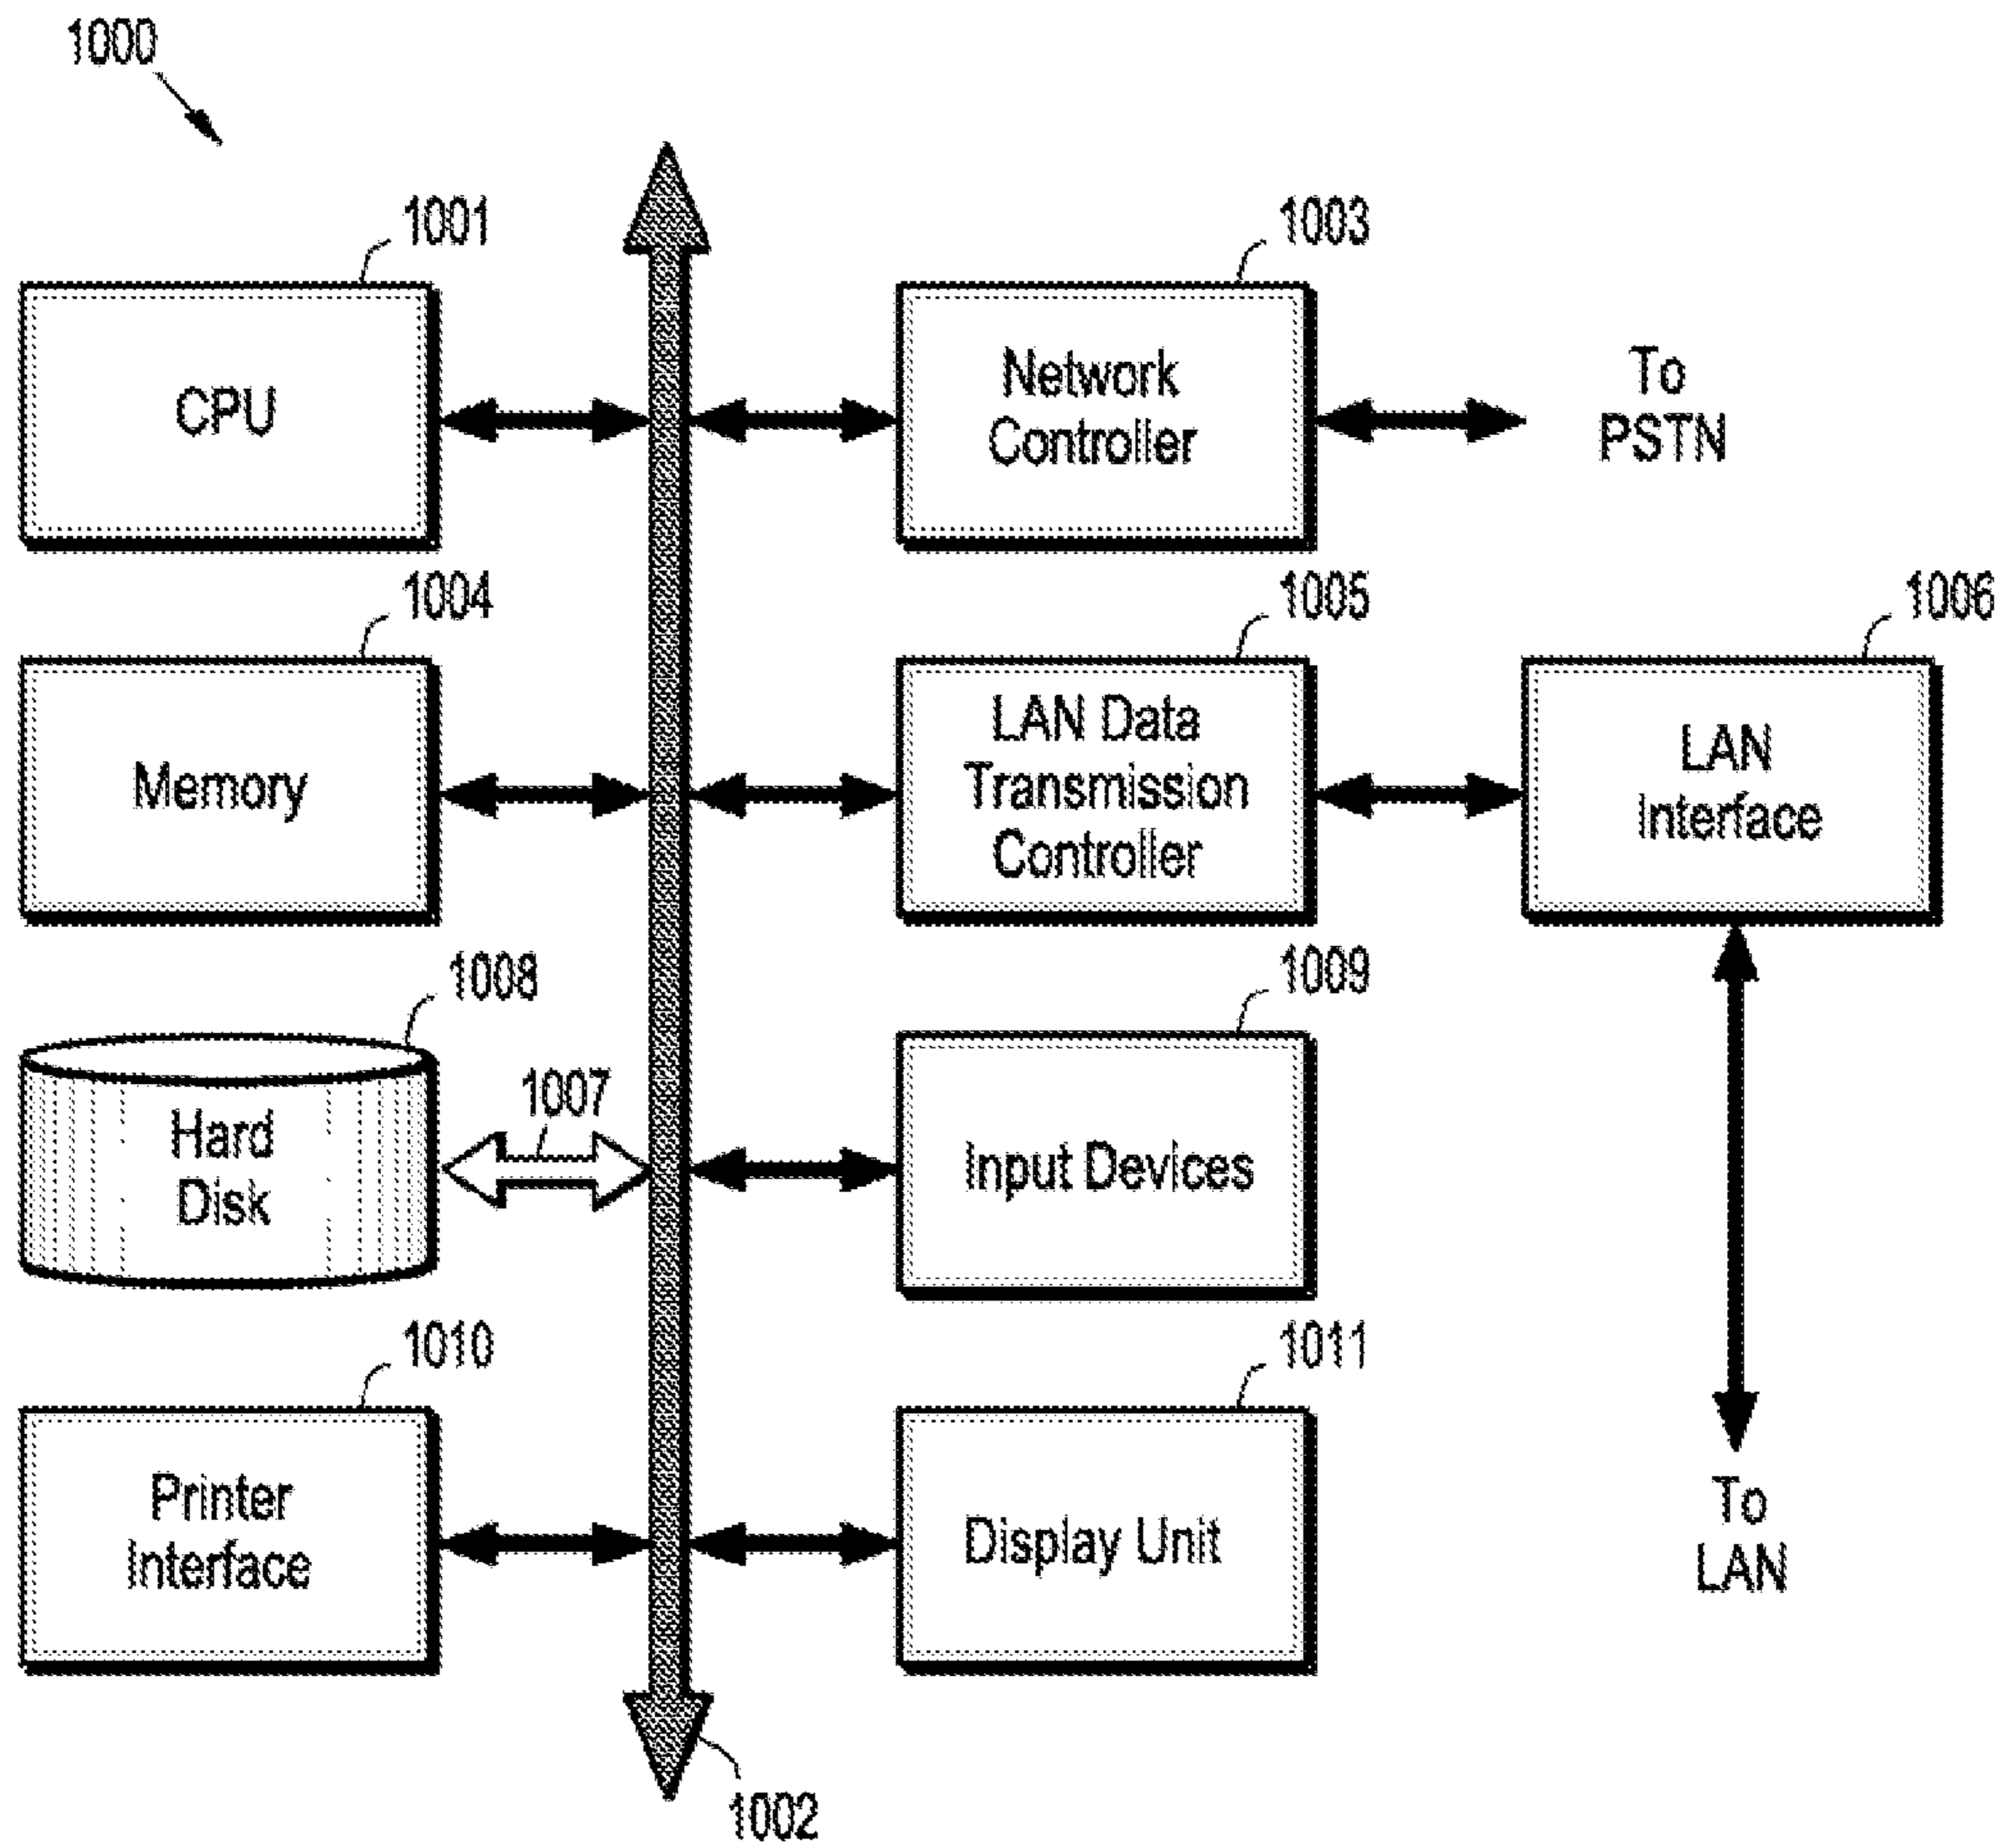 1000
1001
CPU
1003
Network
Controller
To
PSTN
1004
Memory
1005
LAN Data
Transmission
Controller
1006
LAN
Interface
1008
Hard
Disk
1007
1009
Input Devices
1010
Printer
Interface
1011
Display Unit
To
LAN
1002